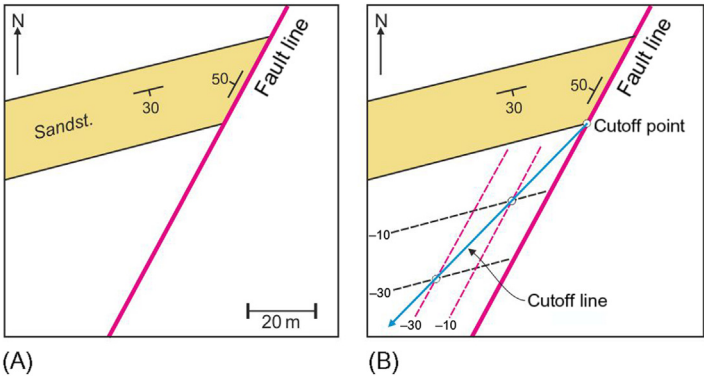 N
50
Fault line
30
Sandst.
20 m
(A)
N
50
Fault line
30
Cutoff point
–10
–30
Cutoff line
–30
–10
(B)